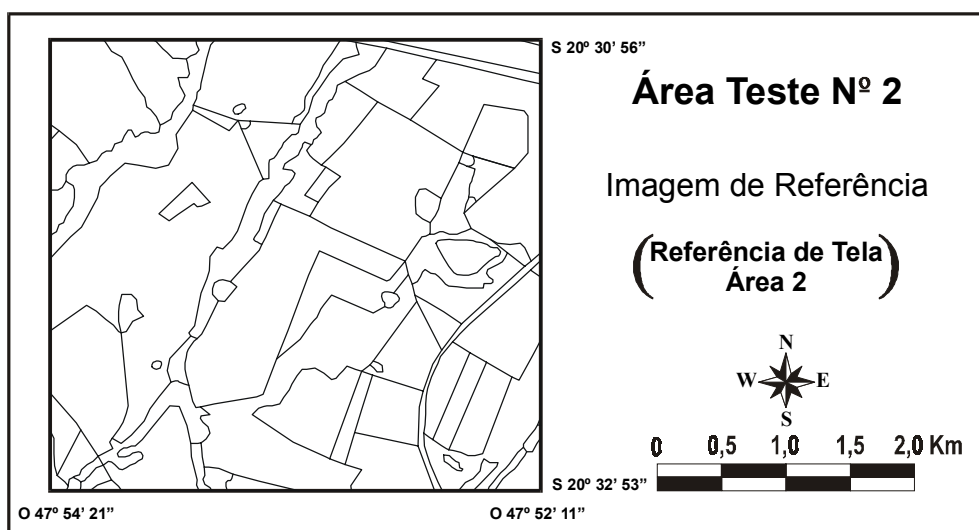 S 20º 30' 56”
Área Teste Nº 2
Imagem de Referência
(Referência de Tela
Área 2)
N
W E
S
0 0,5 1,0 1,5 2,0 Km
S 20º 32' 53”
O 47º 54' 21” O 47º 52' 11”